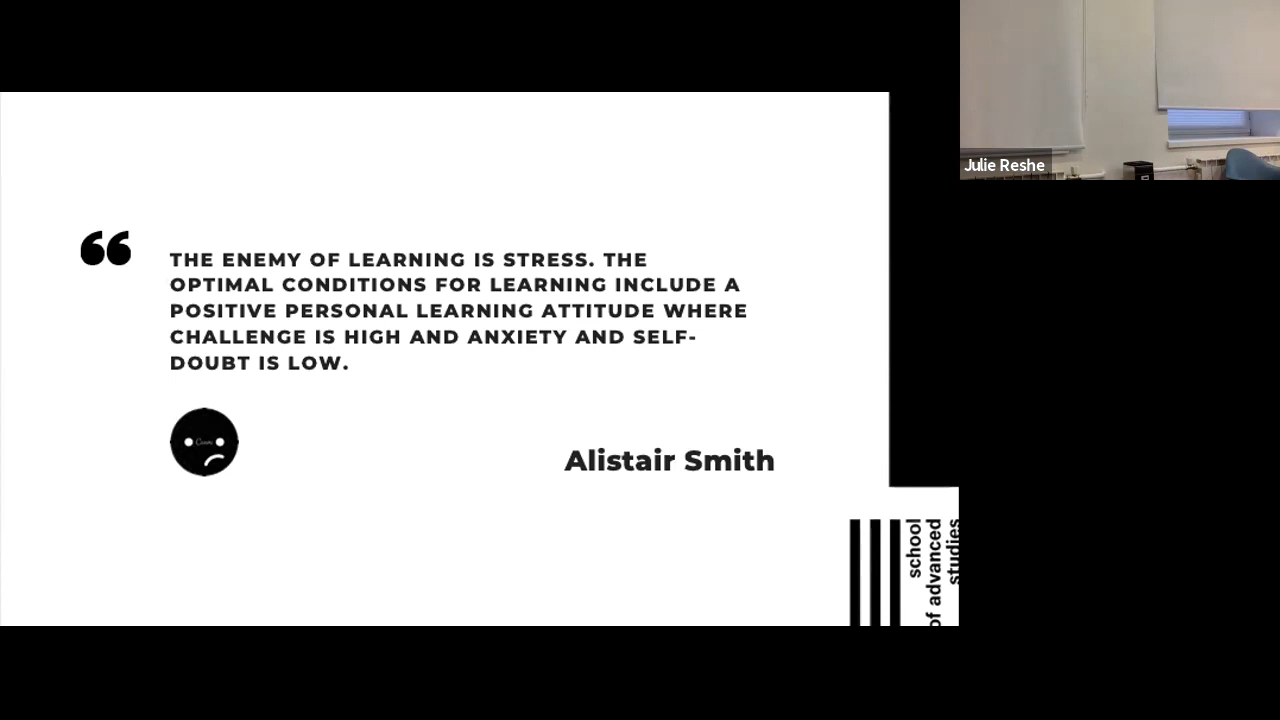 Julie Reshe
❝
THE ENEMY OF LEARNING IS STRESS. THE
OPTIMAL CONDITIONS FOR LEARNING INCLUDE A
POSITIVE PERSONAL LEARNING ATTITUDE WHERE
CHALLENGE IS HIGH AND ANXIETY AND SELF-
DOUBT IS LOW.
Alistair Smith
school
of advanced
studies